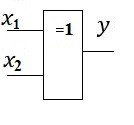 x₁
=1
y
x₂